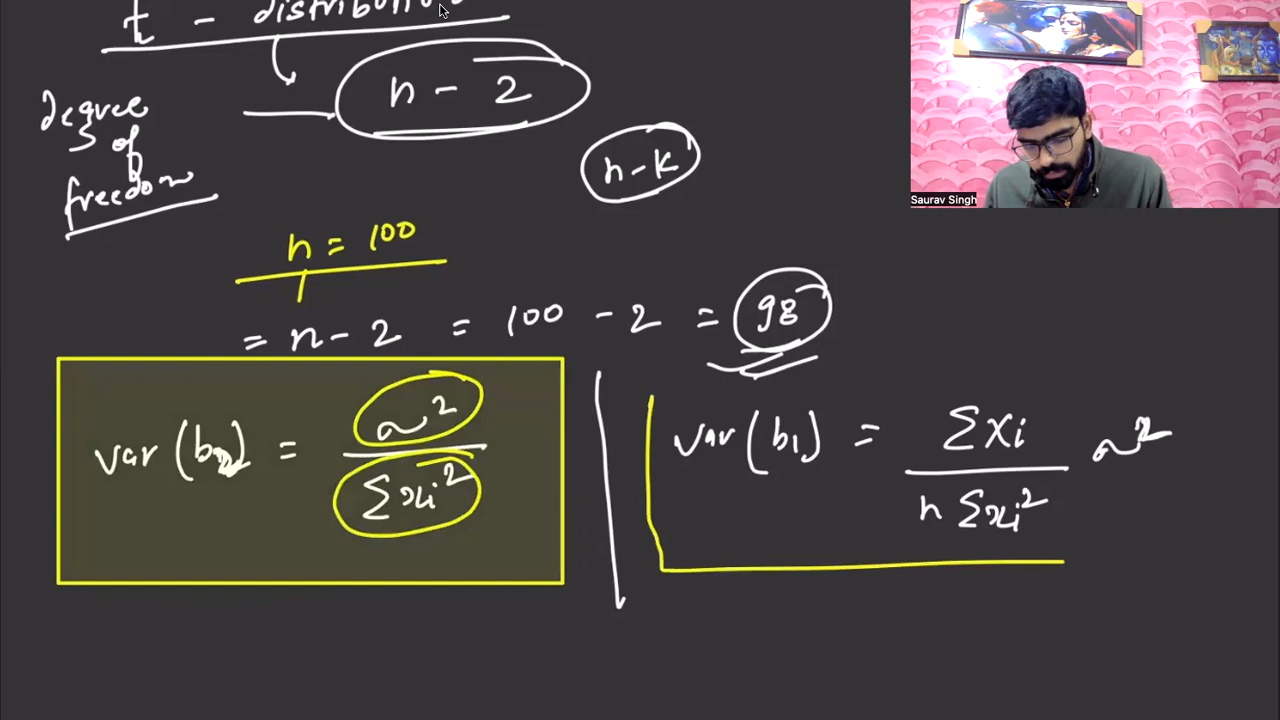 t - distribution
n - 2
Degree
s of
freedom
n - k
n = 100
= n - 2 = 100 - 2 = 98
var (b2) = σ² / Σxi²
var (b1) = ΣXi / n Σxi² σ²
Saurav Singh